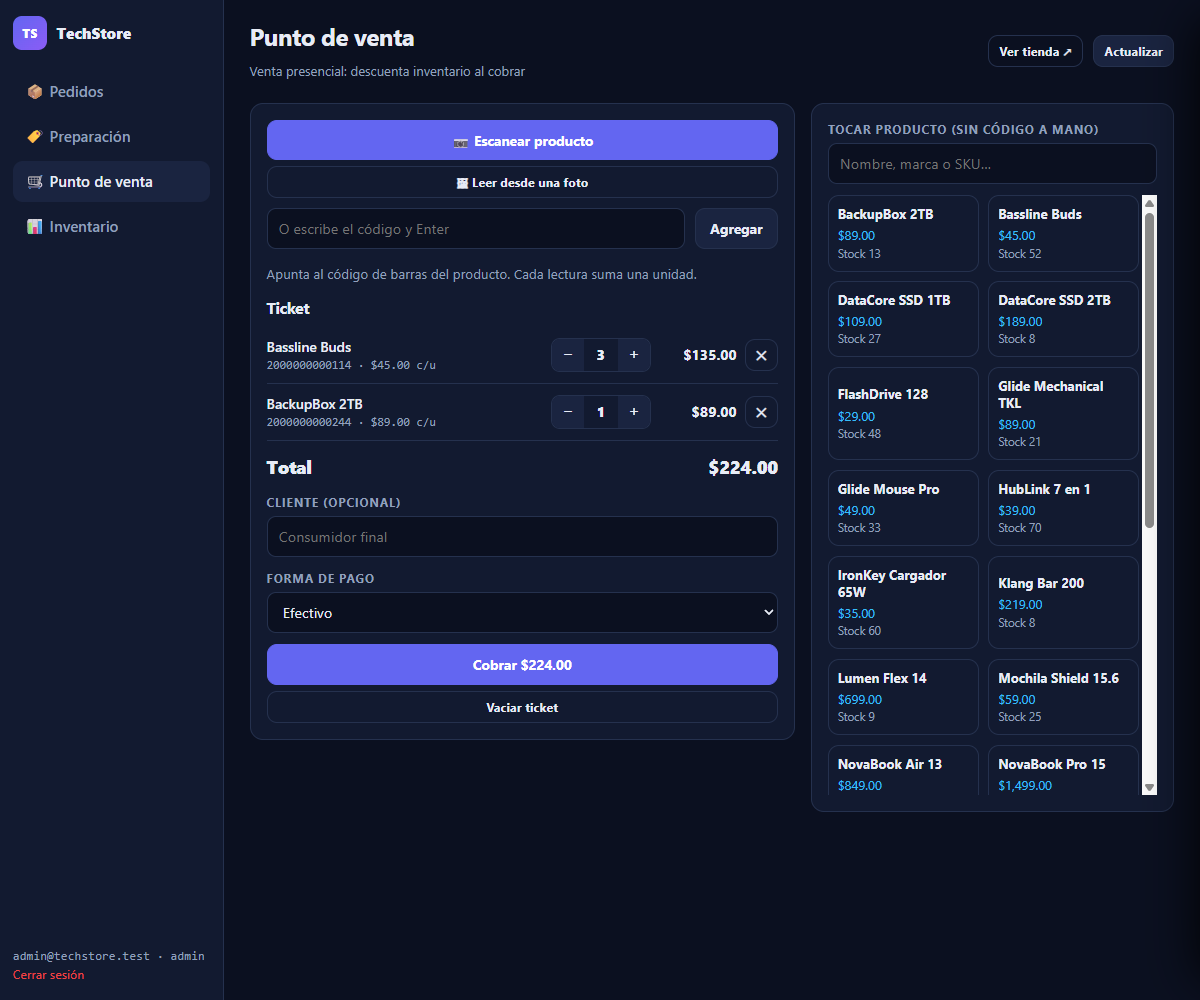 TS TechStore
Pedidos
Preparación
Punto de venta
Inventario
admin@techstore.test · admin
Cerrar sesión
Punto de venta
Venta presencial: descuenta inventario al cobrar
Ver tienda ↗
Actualizar
Escanear producto
Leer desde una foto
O escribe el código y Enter
Agregar
Apunta al código de barras del producto. Cada lectura suma una unidad.
Ticket
Bassline Buds
2000000000114 · $45.00 c/u
− 3 + $135.00 ✕
BackupBox 2TB
2000000000244 · $89.00 c/u
− 1 + $89.00 ✕
Total $224.00
CLIENTE (OPCIONAL)
Consumidor final
FORMA DE PAGO
Efectivo
Cobrar $224.00
Vaciar ticket
TOCAR PRODUCTO (SIN CÓDIGO A MANO)
Nombre, marca o SKU...
BackupBox 2TB
$89.00
Stock 13
Bassline Buds
$45.00
Stock 52
DataCore SSD 1TB
$109.00
Stock 27
DataCore SSD 2TB
$189.00
Stock 8
FlashDrive 128
$29.00
Stock 48
Glide Mechanical
TKL
$89.00
Stock 21
Glide Mouse Pro
$49.00
Stock 33
HubLink 7 en 1
$39.00
Stock 70
IronKey Cargador
65W
$35.00
Stock 60
Klang Bar 200
$219.00
Stock 8
Lumen Flex 14
$699.00
Stock 9
Mochila Shield 15.6
$59.00
Stock 25
NovaBook Air 13
$849.00
NovaBook Pro 15
$1,499.00